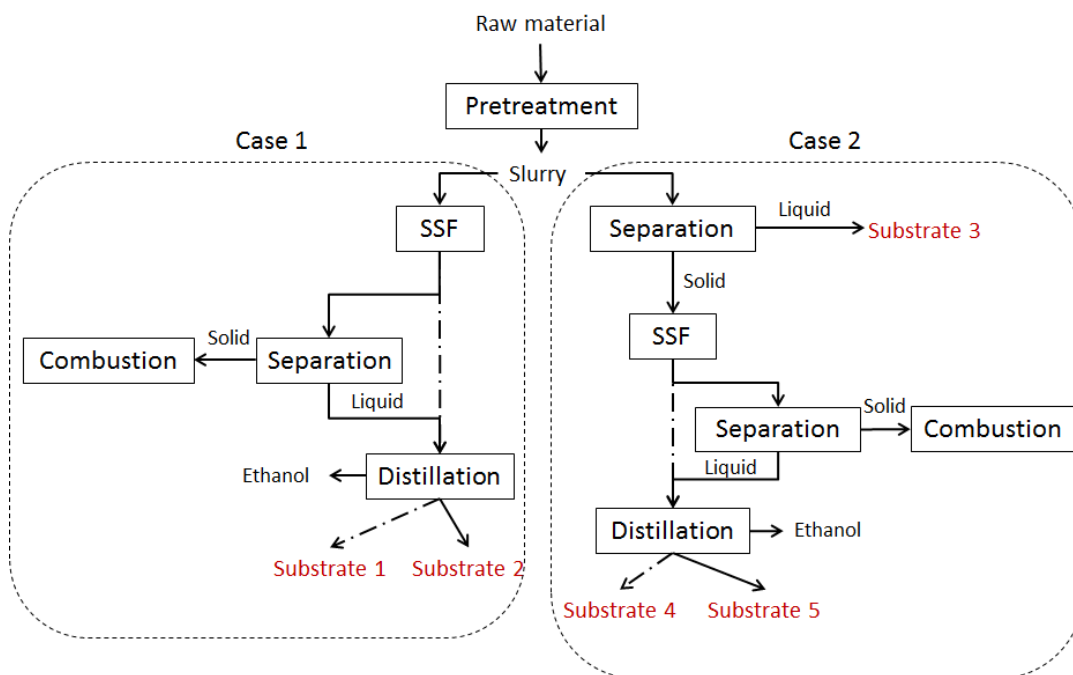 Raw material
Pretreatment
Case 1
Case 2
Slurry
SSF
Separation
Liquid
Substrate 3
Solid
SSF
Solid
Combustion
Separation
Liquid
Separation
Solid
Combustion
Liquid
Ethanol
Distillation
Distillation
Ethanol
Substrate 1
Substrate 2
Substrate 4
Substrate 5